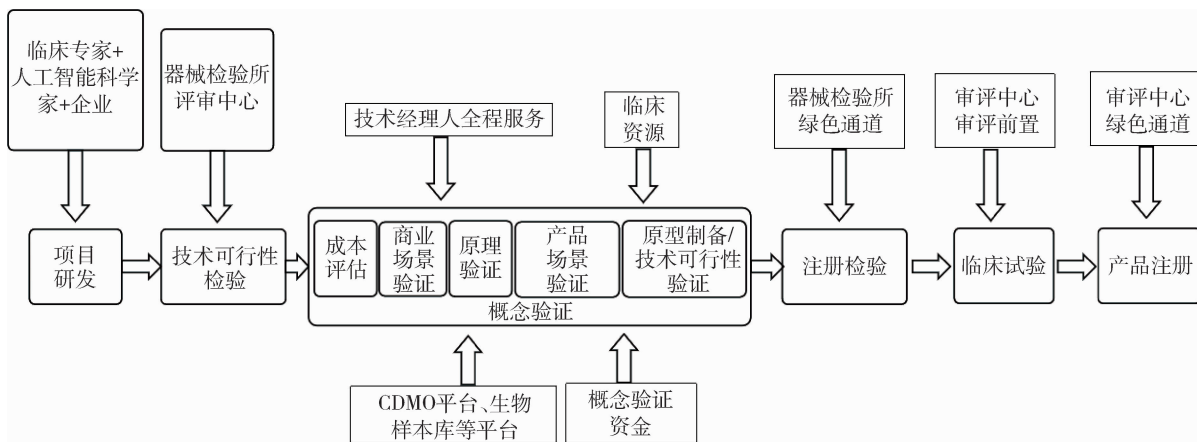 临床专家+
人工智能科学
家+企业
器械检验所
评审中心
技术经理人全程服务
临床
资源
器械检验所
绿色通道
审评中心
审评前置
审评中心
绿色通道
项目
研发
技术可行性
检验
成本
评估
商业
场景
验证
原理
验证
产品
场景
验证
原型制备/
技术可行性
验证
概念验证
注册检验
临床试验
产品注册
CDMO平台、生物
样本库等平台
概念验证
资金